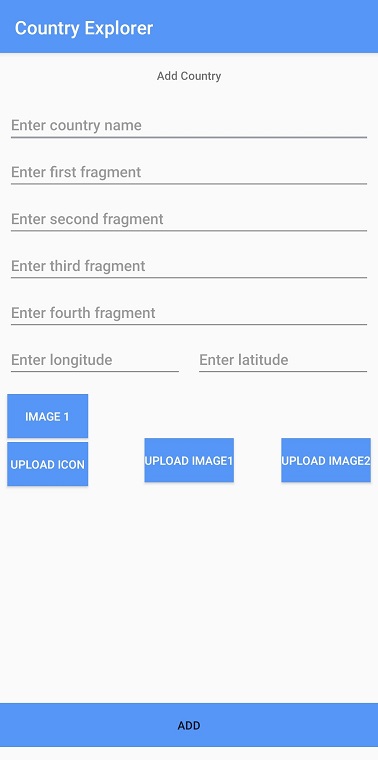 Country Explorer
Add Country
Enter country name
Enter first fragment
Enter second fragment
Enter third fragment
Enter fourth fragment
Enter longitude Enter latitude
IMAGE 1
UPLOAD ICON UPLOAD IMAGE1 UPLOAD IMAGE2
ADD